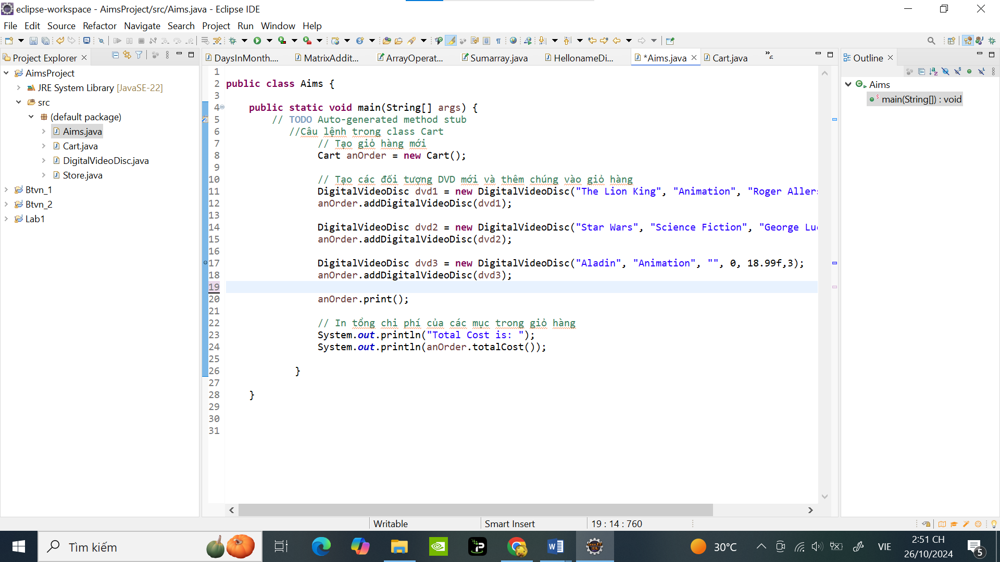 eclipse-workspace - AimsProject/src/Aims.java - Eclipse IDE
File Edit Source Refactor Navigate Search Project Run Window Help
Project Explorer
DaysInMonth....
MatrixAddit...
ArrayOperat...
Sumarray.java
HellonameDi...
*Aims.java
Cart.java
Outline
AimsProject
JRE System Library [JavaSE-22]
src
(default package)
Aims.java
Cart.java
DigitalVideoDisc.java
Store.java
Btvn_1
Btvn_2
Lab1
1
2 public class Aims {
3
4 public static void main(String[] args) {
5 // TODO Auto-generated method stub
6 //Câu lệnh trong class Cart
7 // Tạo giỏ hàng mới
8 Cart anOrder = new Cart();
9
10 // Tạo các đối tượng DVD mới và thêm chúng vào giỏ hàng
11 DigitalVideoDisc dvd1 = new DigitalVideoDisc("The Lion King", "Animation", "Roger Aller
12 anOrder.addDigitalVideoDisc(dvd1);
13
14 DigitalVideoDisc dvd2 = new DigitalVideoDisc("Star Wars", "Science Fiction", "George Lu
15 anOrder.addDigitalVideoDisc(dvd2);
16
17 DigitalVideoDisc dvd3 = new DigitalVideoDisc("Aladin", "Animation", "", 0, 18.99f,3);
18 anOrder.addDigitalVideoDisc(dvd3);
19
20 anOrder.print();
21
22 // In tổng chi phí của các mục trong giỏ hàng
23 System.out.println("Total Cost is: ");
24 System.out.println(anOrder.totalCost());
25
26 }
27
28 }
29
30
31
Aims
main(String[]) : void
Writable
Smart Insert
19 : 14 : 760
Tìm kiếm
30°C
VIE
2:51 CH
26/10/2024
5